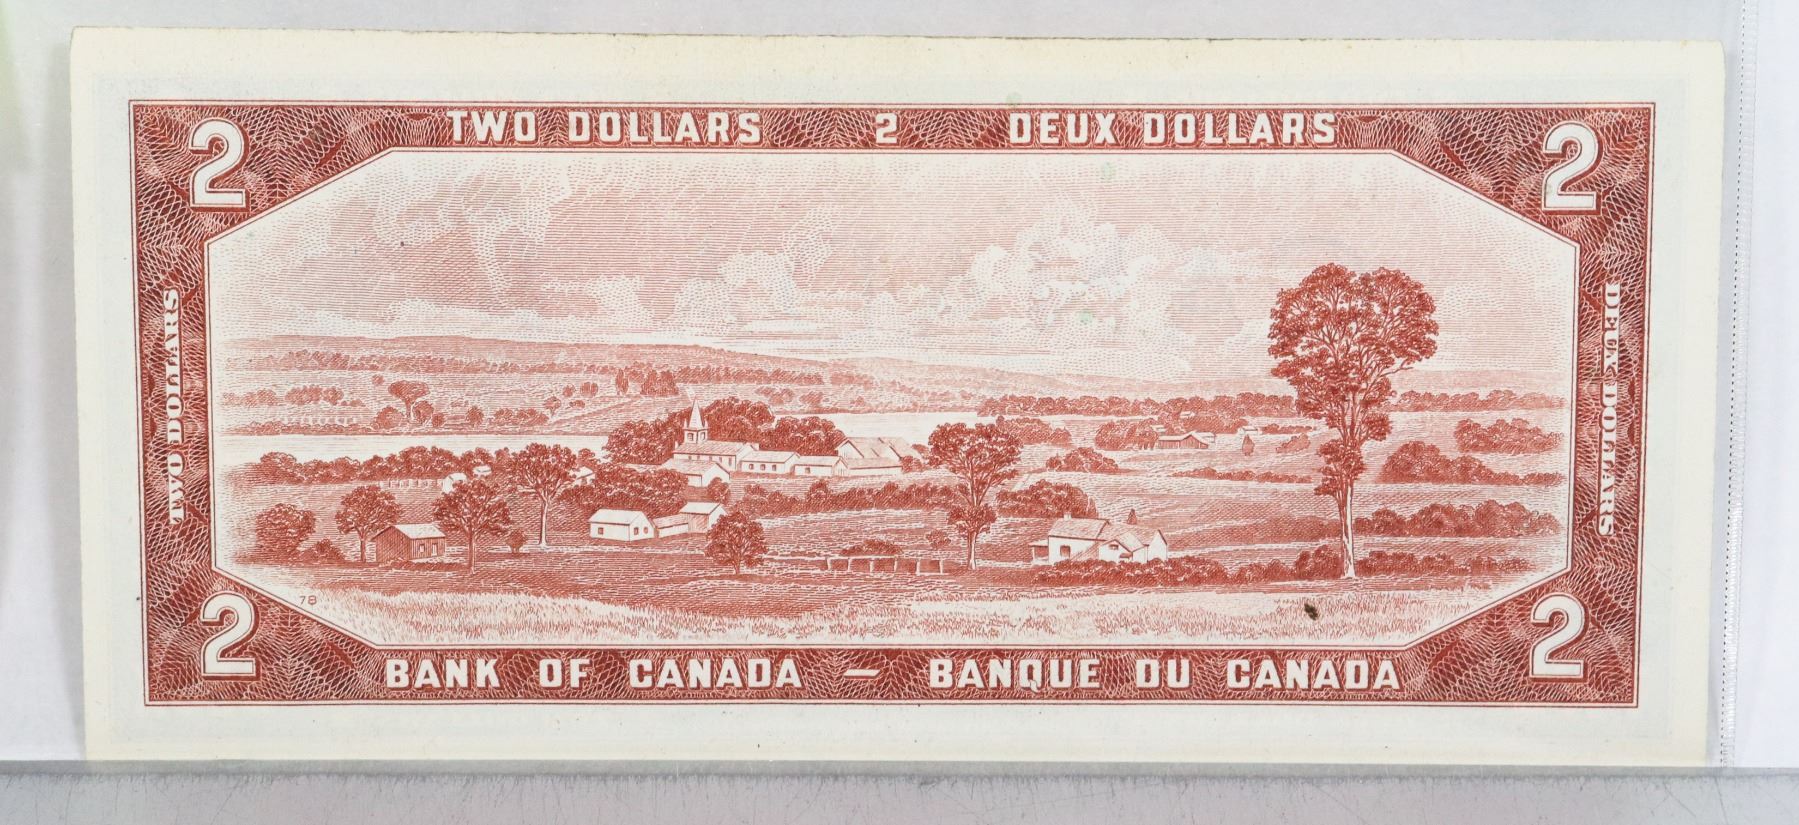 TWO DOLLARS 2 DEUX DOLLARS
2 2
TWO DOLLARS
DEUX DOLLARS
78
2 2
BANK OF CANADA — BANQUE DU CANADA